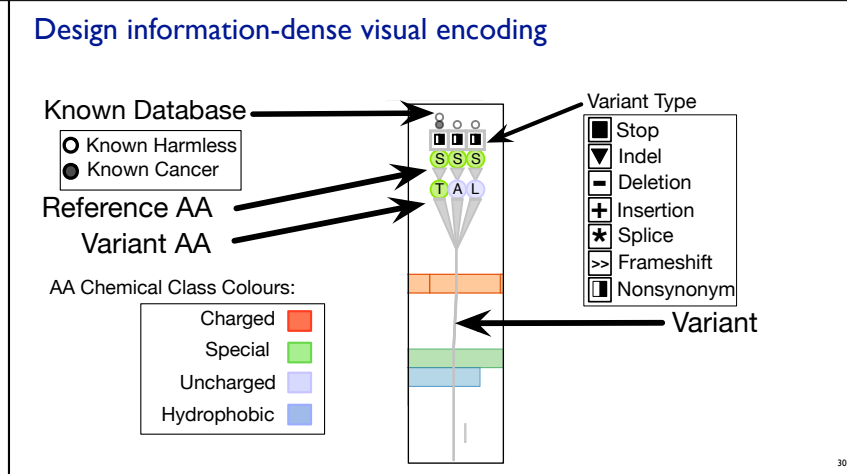 Design information-dense visual encoding
Known Database
Known Harmless
Known Cancer
Reference AA
Variant AA
AA Chemical Class Colours:
Charged
Special
Uncharged
Hydrophobic
S S S
T A L
Variant Type
Stop
Indel
- Deletion
+ Insertion
* Splice
>> Frameshift
Nonsynonym
Variant
30